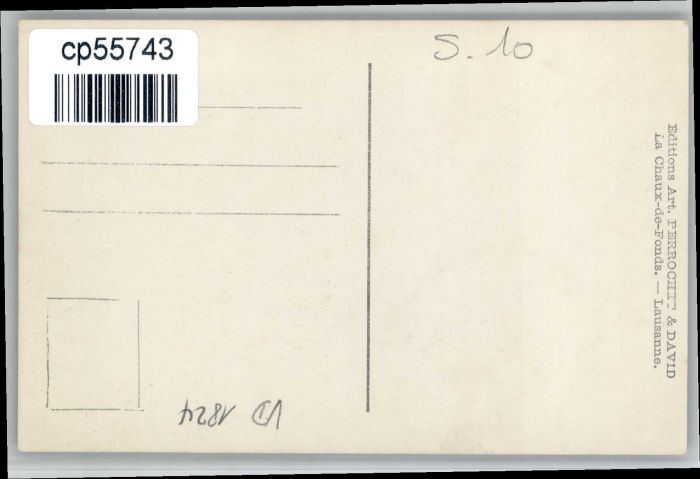 cp55743
S. 10
Editions Art. PERROCHET & DAVID
La Chaux-de-Fonds. — Lausanne.
VD 1824